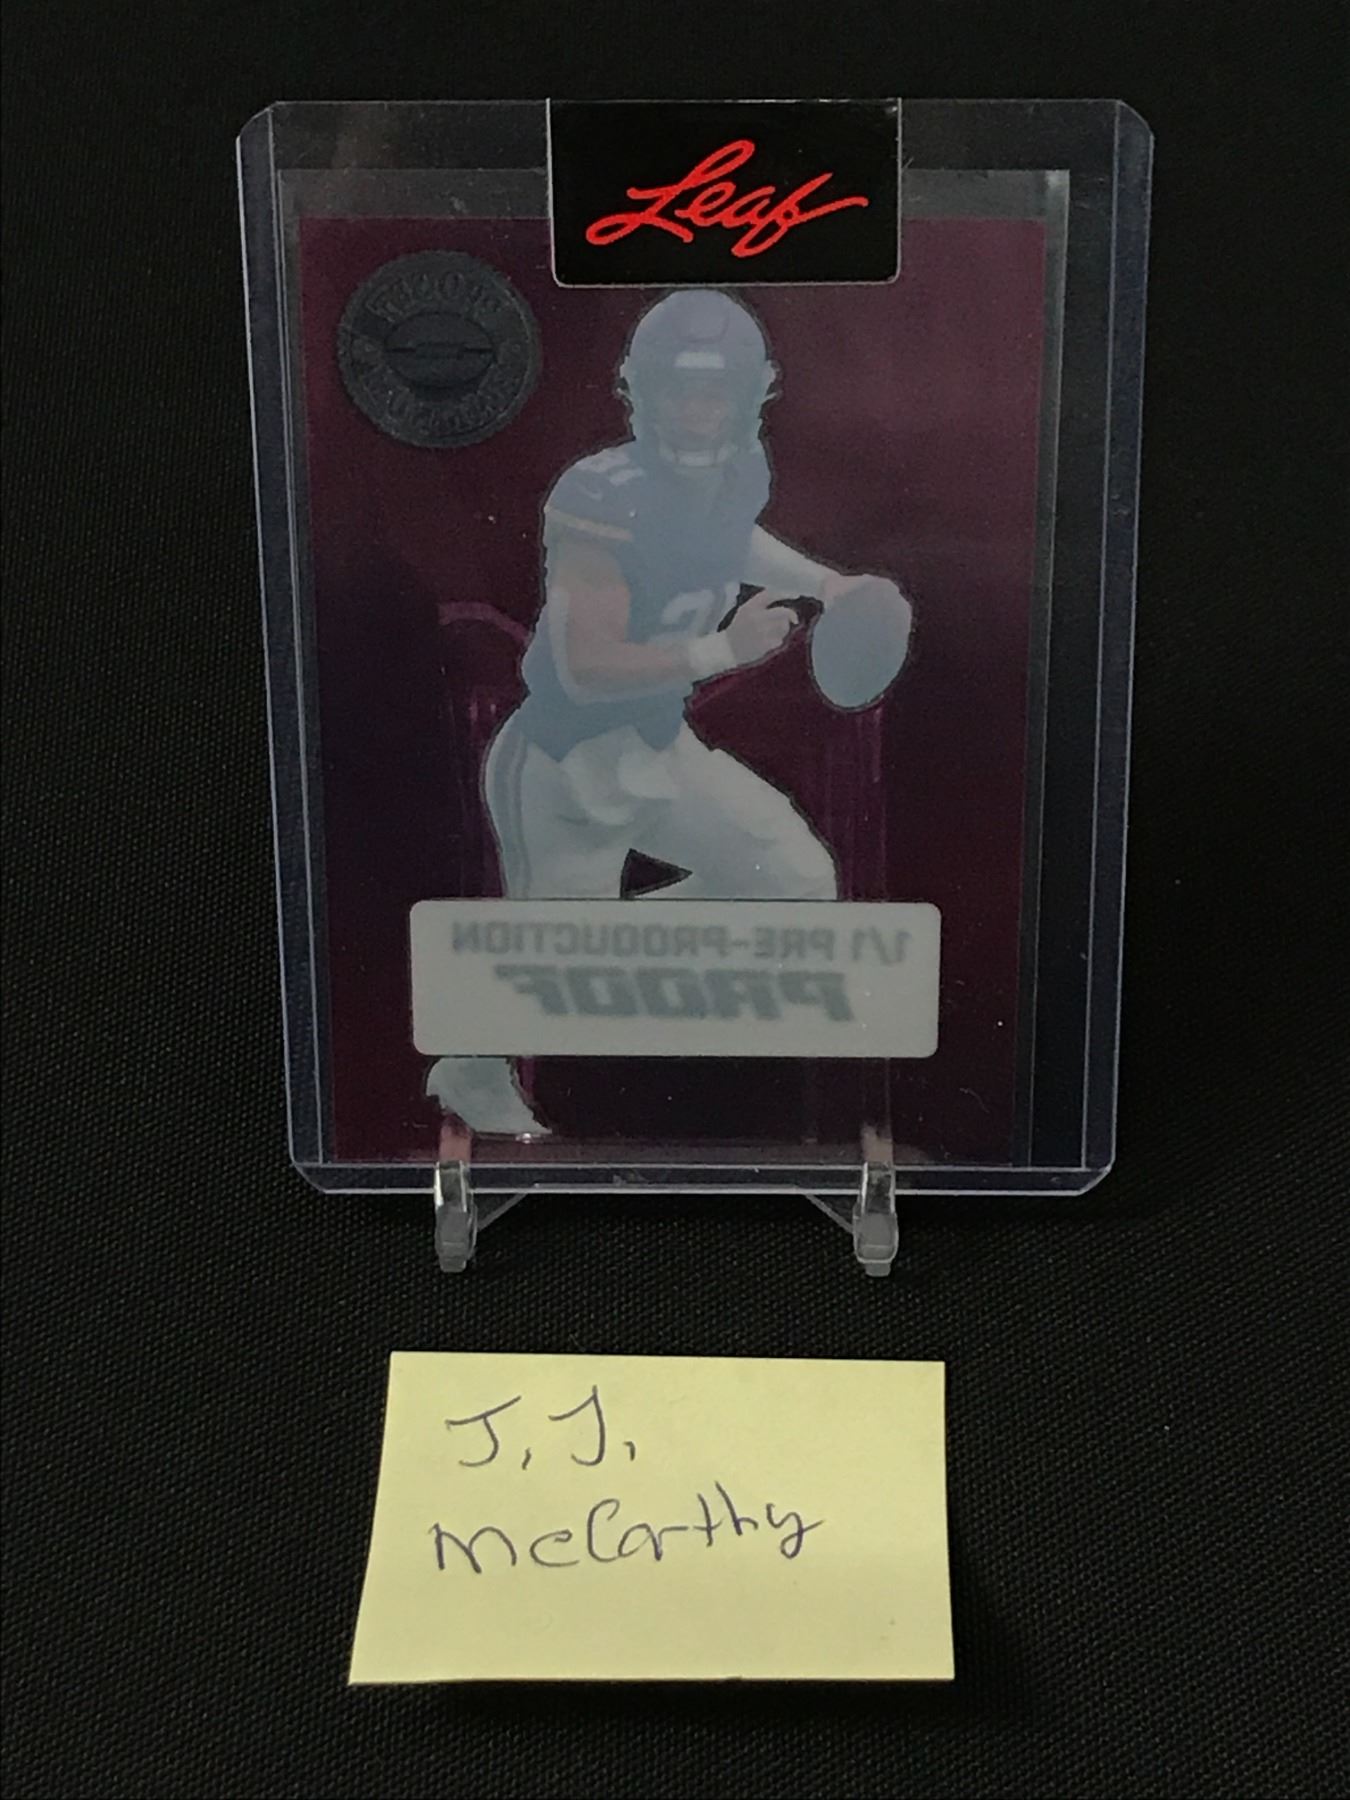 Leaf
1/1 PRE-PRODUCTION
PROOF
J.J.
McCarthy